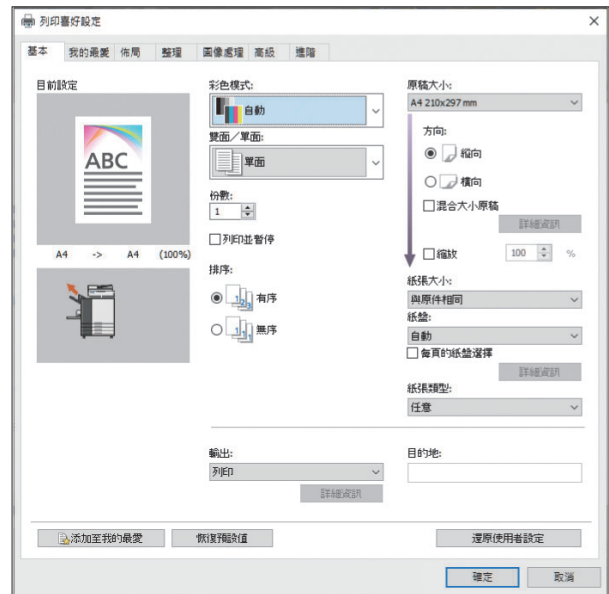 列印喜好設定
基本 我的最愛 佈局 整理 圖像處理 高級 進階
目前設定
ABC
A4 -> A4 (100%)
彩色模式:
自動
雙面／單面:
單面
份數:
1
列印並暫停
排序:
有序
無序
原稿大小:
A4 210x297 mm
方向:
縱向
橫向
混合大小原稿
詳細資訊
縮放 100 %
紙張大小:
與原件相同
紙盤:
自動
每頁的紙盤選擇
詳細資訊
紙張類型:
任意
輸出:
列印
詳細資訊
目的地:
添加至我的最愛 恢復預設值 還原使用者設定
確定 取消